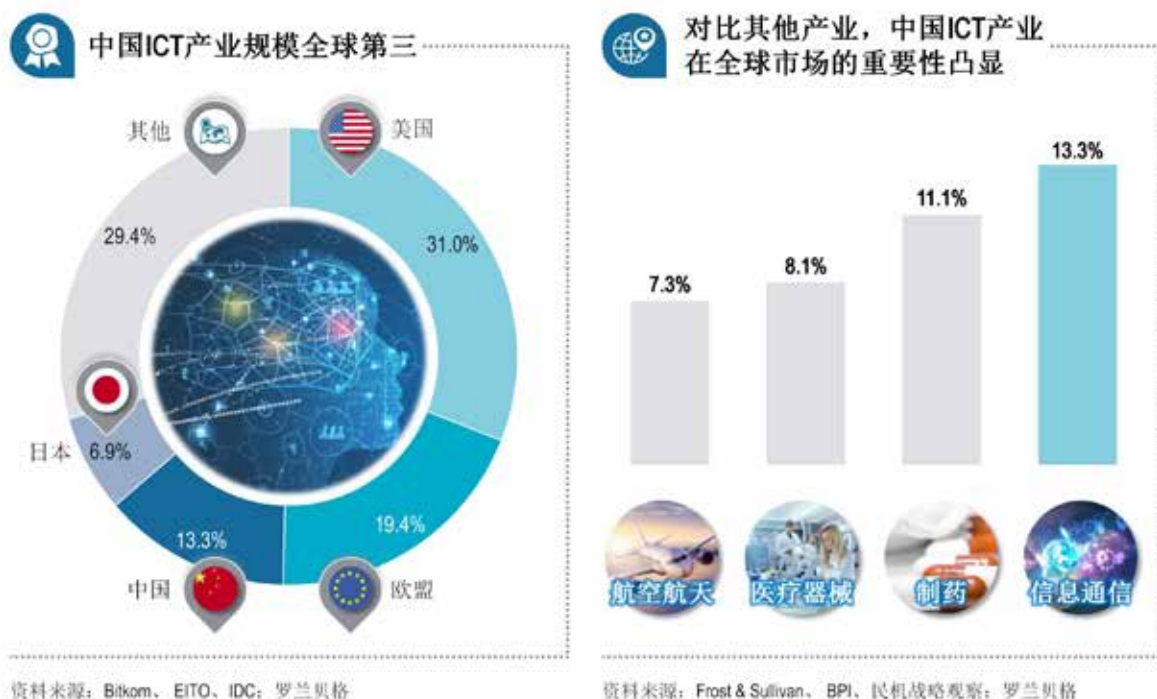 中国ICT产业规模全球第三
其他
美国
29.4%
31.0%
日本
6.9%
13.3%
19.4%
中国
欧盟
资料来源：Bitkom、EITO、IDC；罗兰贝格
对比其他产业，中国ICT产业
在全球市场的重要性凸显
7.3%
8.1%
11.1%
13.3%
航空航天
医疗器械
制药
信息通信
资料来源：Frost & Sullivan、BPI、民机战略观察；罗兰贝格